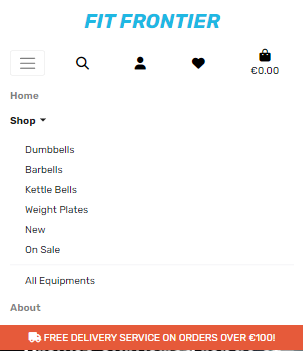 FIT FRONTIER
€0.00
Home
Shop
Dumbbells
Barbells
Kettle Bells
Weight Plates
New
On Sale
All Equipments
About
FREE DELIVERY SERVICE ON ORDERS OVER €100!